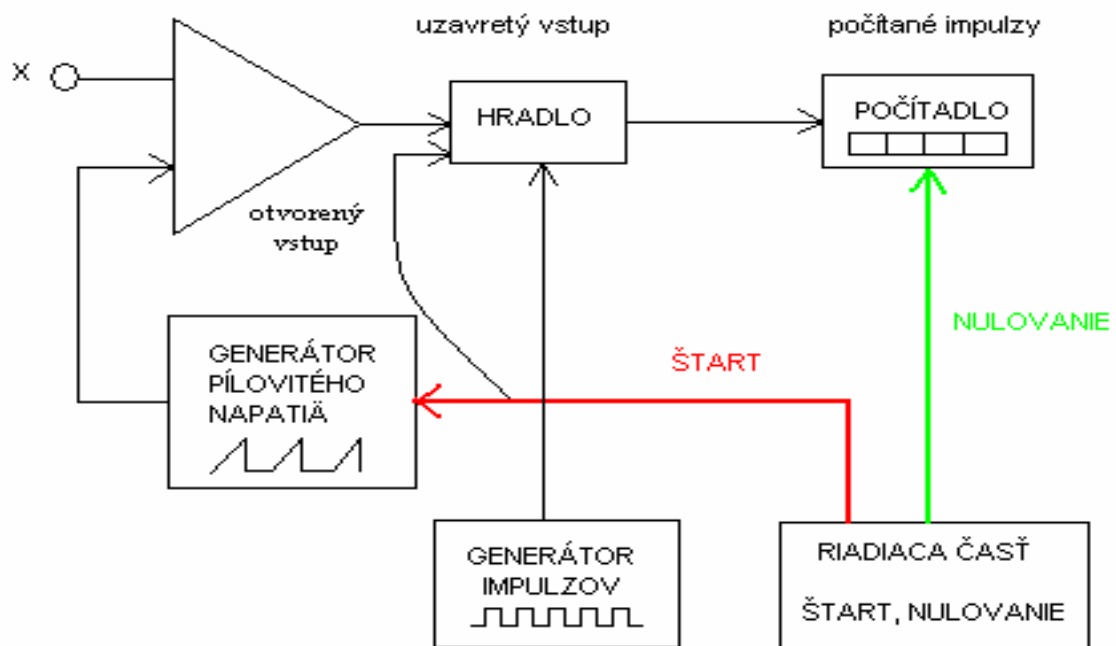 uzavretý vstup
počítané impulzy
X
HRADLO
POČÍTADLO
otvorený
vstup
NULOVANIE
GENERÁTOR
PÍLOVITÉHO
NAPATIÄ
ŠTART
GENERÁTOR
IMPULZOV
RIADIACA ČASŤ
ŠTART, NULOVANIE